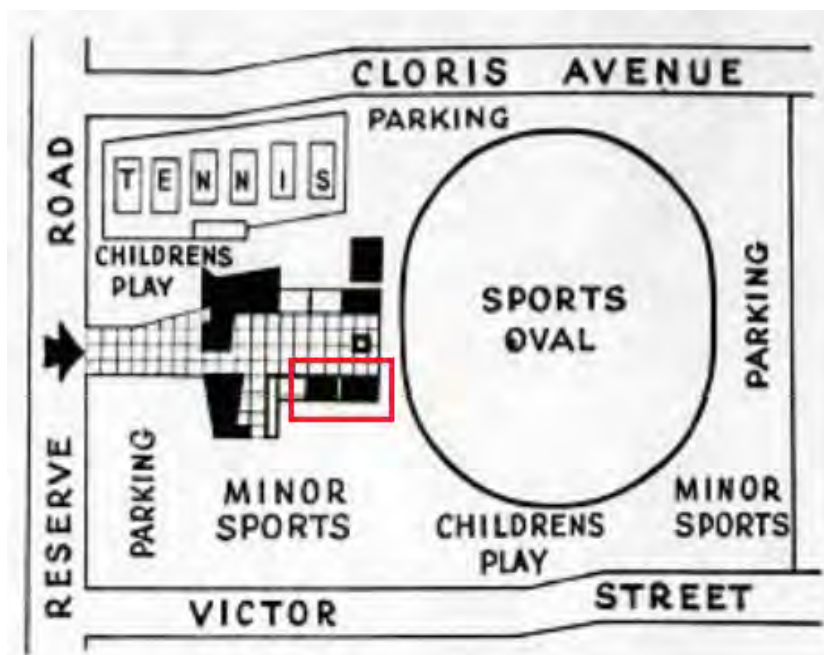 CLORIS AVENUE
PARKING
TENNIS
ROAD
CHILDRENS
PLAY
SPORTS
OVAL
PARKING
RESERVE
PARKING
MINOR
SPORTS
CHILDRENS
PLAY
MINOR
SPORTS
VICTOR STREET